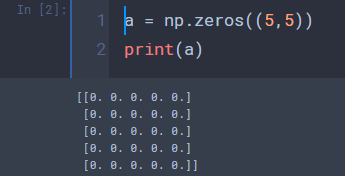 In [2]:
1 a = np.zeros((5,5))
2 print(a)
[[0. 0. 0. 0. 0.]
 [0. 0. 0. 0. 0.]
 [0. 0. 0. 0. 0.]
 [0. 0. 0. 0. 0.]
 [0. 0. 0. 0. 0.]]